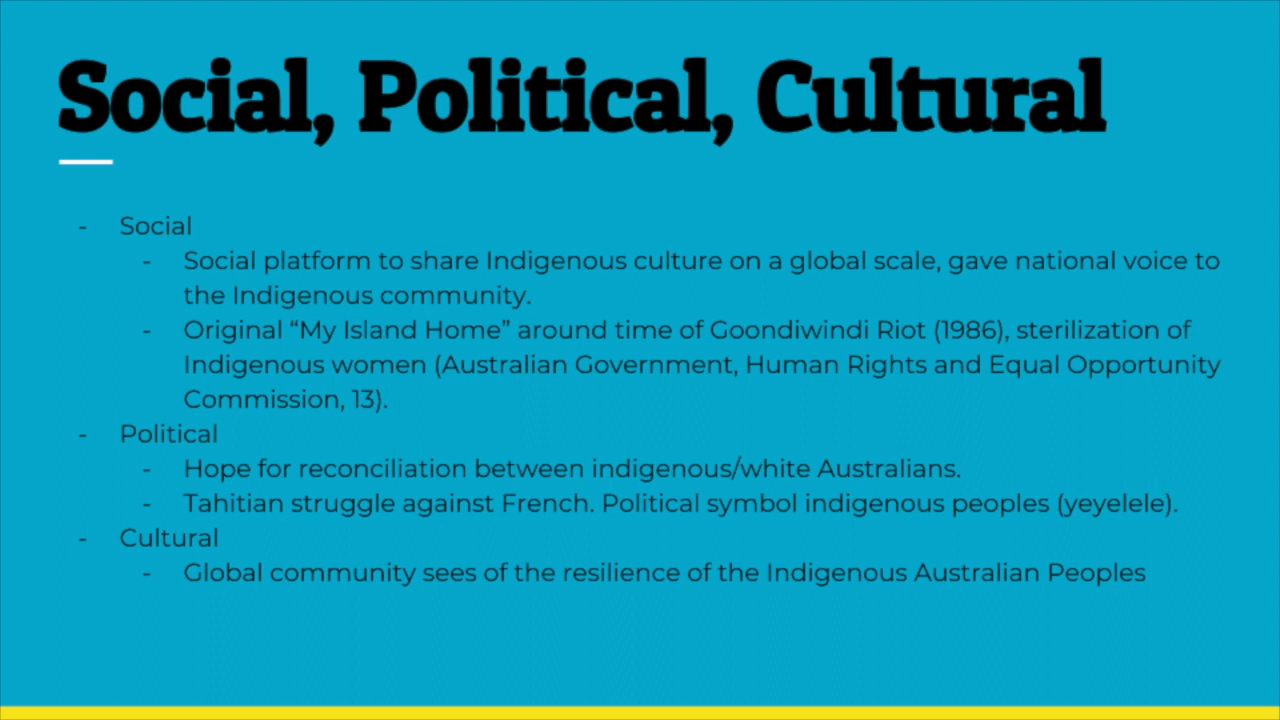 Social, Political, Cultural
- Social
- Social platform to share Indigenous culture on a global scale, gave national voice to
the Indigenous community.
- Original “My Island Home” around time of Goondiwindi Riot (1986), sterilization of
Indigenous women (Australian Government, Human Rights and Equal Opportunity
Commission, 13).
- Political
- Hope for reconciliation between indigenous/white Australians.
- Tahitian struggle against French. Political symbol indigenous peoples (yeyelele).
- Cultural
- Global community sees of the resilience of the Indigenous Australian Peoples